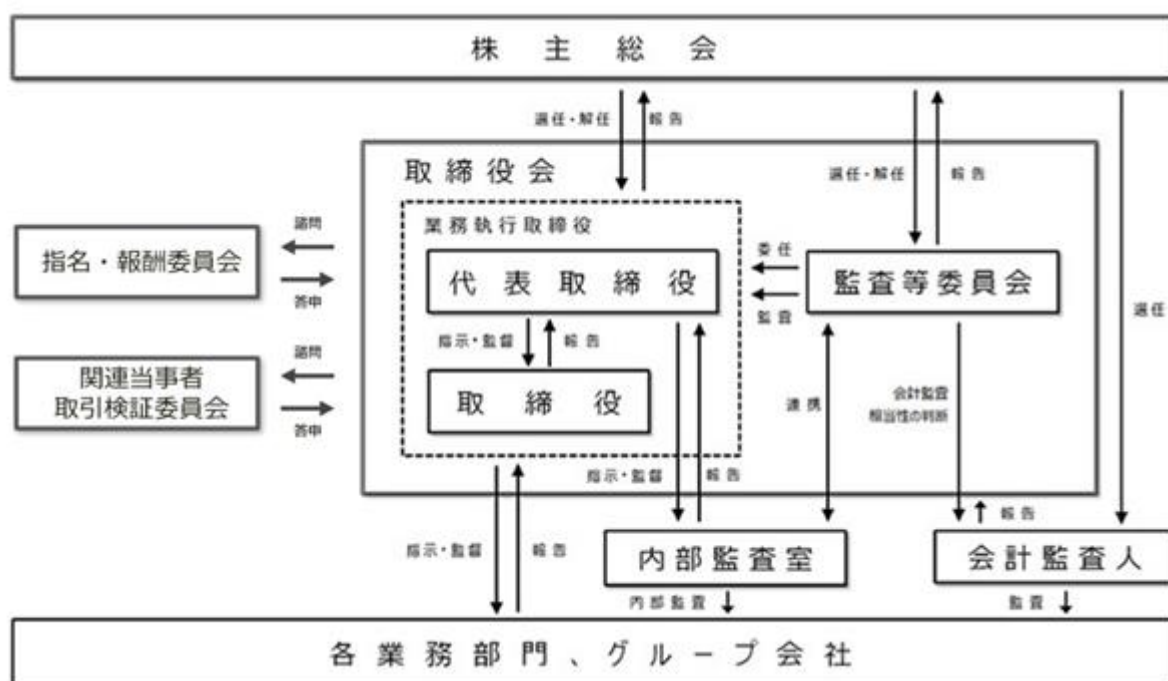 株主総会
選任・解任
報告
選任・解任
報告
選任
取締役会
業務執行取締役
代表取締役
指示・監督
報告
取締役
委任
監査
監査等委員会
諮問
指名・報酬委員会
答申
諮問
関連当事者
取引検証委員会
答申
連携
会計監査
相当性の判断
指示・監督
報告
報告
指示・監督
報告
内部監査室
会計監査人
内部監査
監査
各業務部門、グループ会社